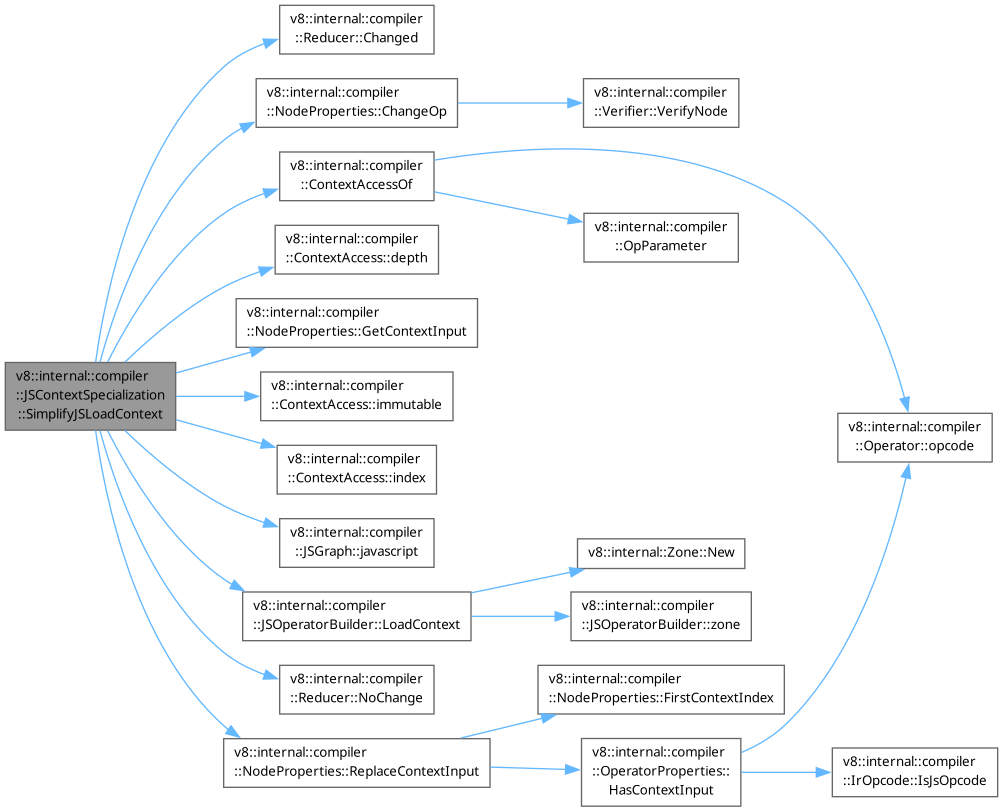 v8::internal::compiler
::JSContextSpecialization
::SimplifyJSLoadContext
v8::internal::compiler
::Reducer::Changed
v8::internal::compiler
::NodeProperties::ChangeOp
v8::internal::compiler
::Verifier::VerifyNode
v8::internal::compiler
::ContextAccessOf
v8::internal::compiler
::OpParameter
v8::internal::compiler
::ContextAccess::depth
v8::internal::compiler
::NodeProperties::GetContextInput
v8::internal::compiler
::ContextAccess::immutable
v8::internal::compiler
::Operator::opcode
v8::internal::compiler
::ContextAccess::index
v8::internal::compiler
::JSGraph::javascript
v8::internal::compiler
::JSOperatorBuilder::LoadContext
v8::internal::Zone::New
v8::internal::compiler
::JSOperatorBuilder::zone
v8::internal::compiler
::Reducer::NoChange
v8::internal::compiler
::NodeProperties::ReplaceContextInput
v8::internal::compiler
::NodeProperties::FirstContextIndex
v8::internal::compiler
::OperatorProperties::
HasContextInput
v8::internal::compiler
::IrOpcode::IsJsOpcode